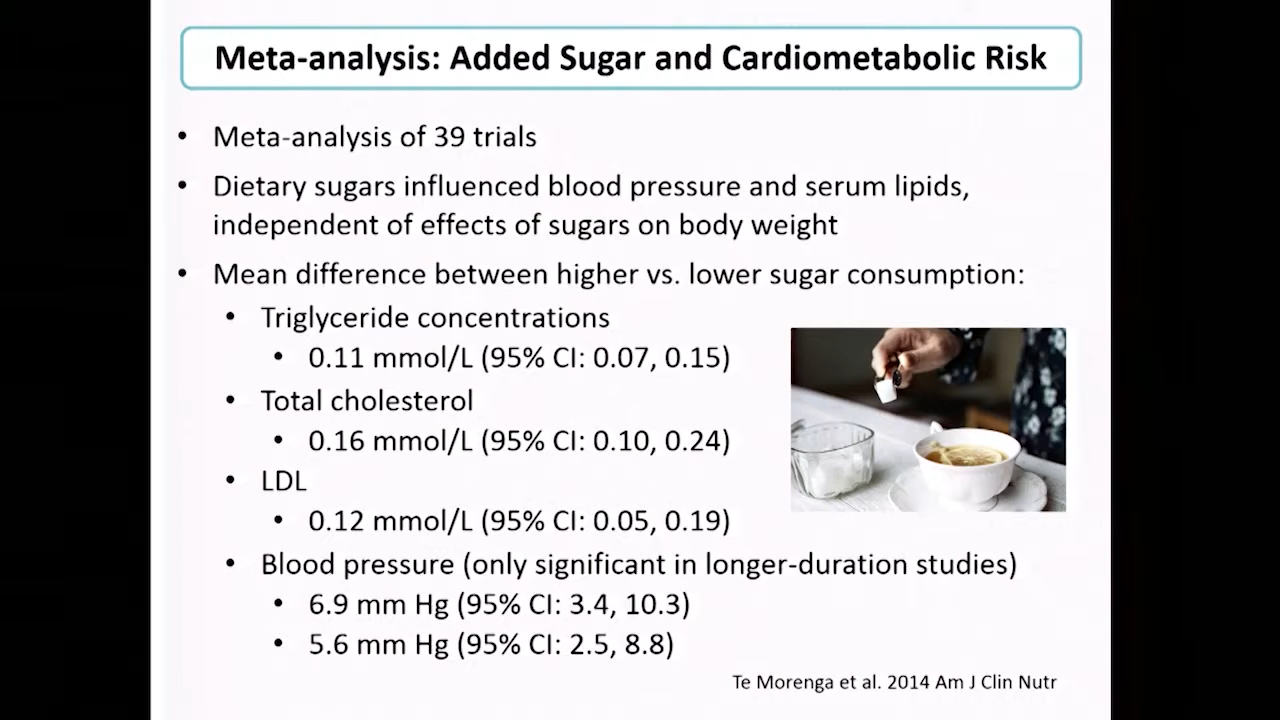 Meta-analysis: Added Sugar and Cardiometabolic Risk
• Meta-analysis of 39 trials
• Dietary sugars influenced blood pressure and serum lipids,
independent of effects of sugars on body weight
• Mean difference between higher vs. lower sugar consumption:
• Triglyceride concentrations
• 0.11 mmol/L (95% CI: 0.07, 0.15)
• Total cholesterol
• 0.16 mmol/L (95% CI: 0.10, 0.24)
• LDL
• 0.12 mmol/L (95% CI: 0.05, 0.19)
• Blood pressure (only significant in longer-duration studies)
• 6.9 mm Hg (95% CI: 3.4, 10.3)
• 5.6 mm Hg (95% CI: 2.5, 8.8)
Te Morenga et al. 2014 Am J Clin Nutr